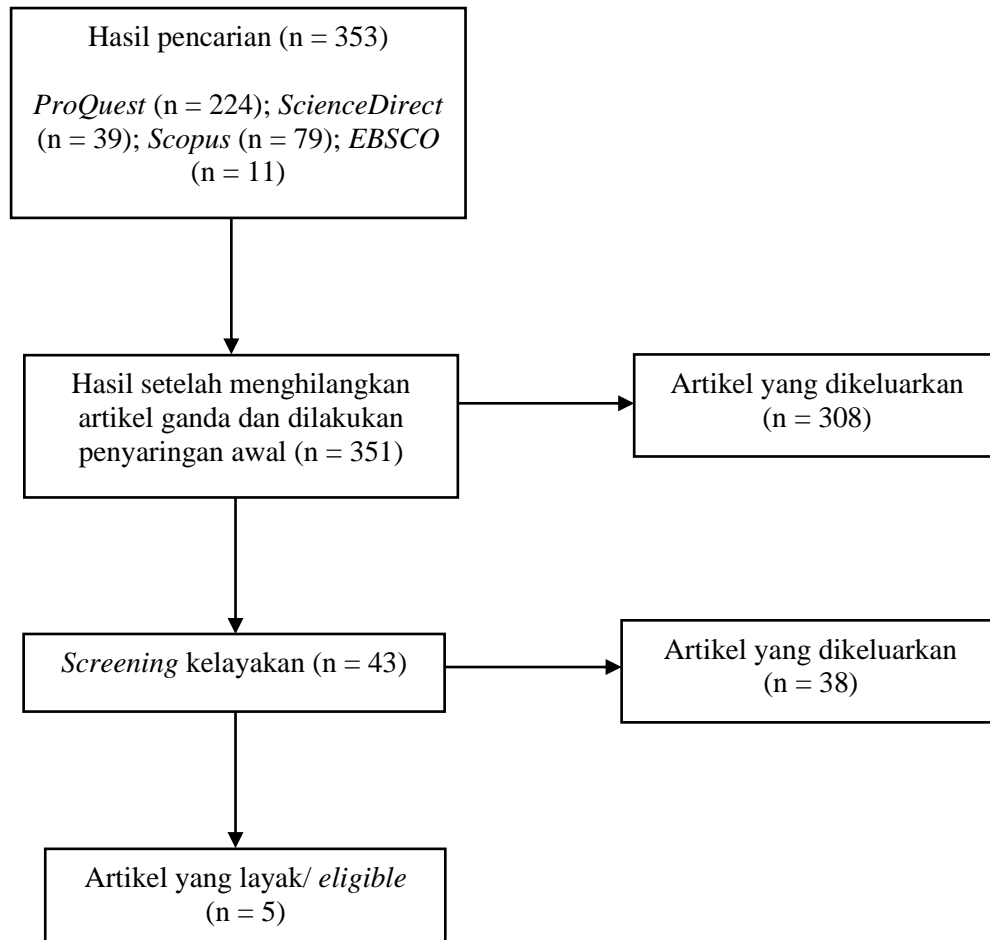 Hasil pencarian (n = 353)
ProQuest (n = 224); ScienceDirect
(n = 39); Scopus (n = 79); EBSCO
(n = 11)
Hasil setelah menghilangkan
artikel ganda dan dilakukan
penyaringan awal (n = 351)
Artikel yang dikeluarkan
(n = 308)
Screening kelayakan (n = 43)
Artikel yang dikeluarkan
(n = 38)
Artikel yang layak/ eligible
(n = 5)